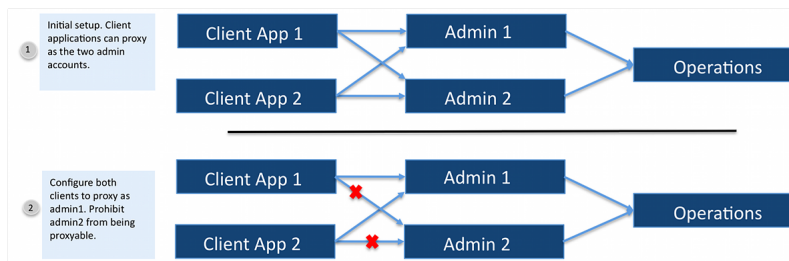 1
Initial setup. Client
applications can proxy
as the two admin
accounts.
Client App 1
Admin 1
Client App 2
Admin 2
Operations
2
Configure both
clients to proxy as
admin1. Prohibit
admin2 from being
proxyable.
Client App 1
Admin 1
Client App 2
Admin 2
Operations